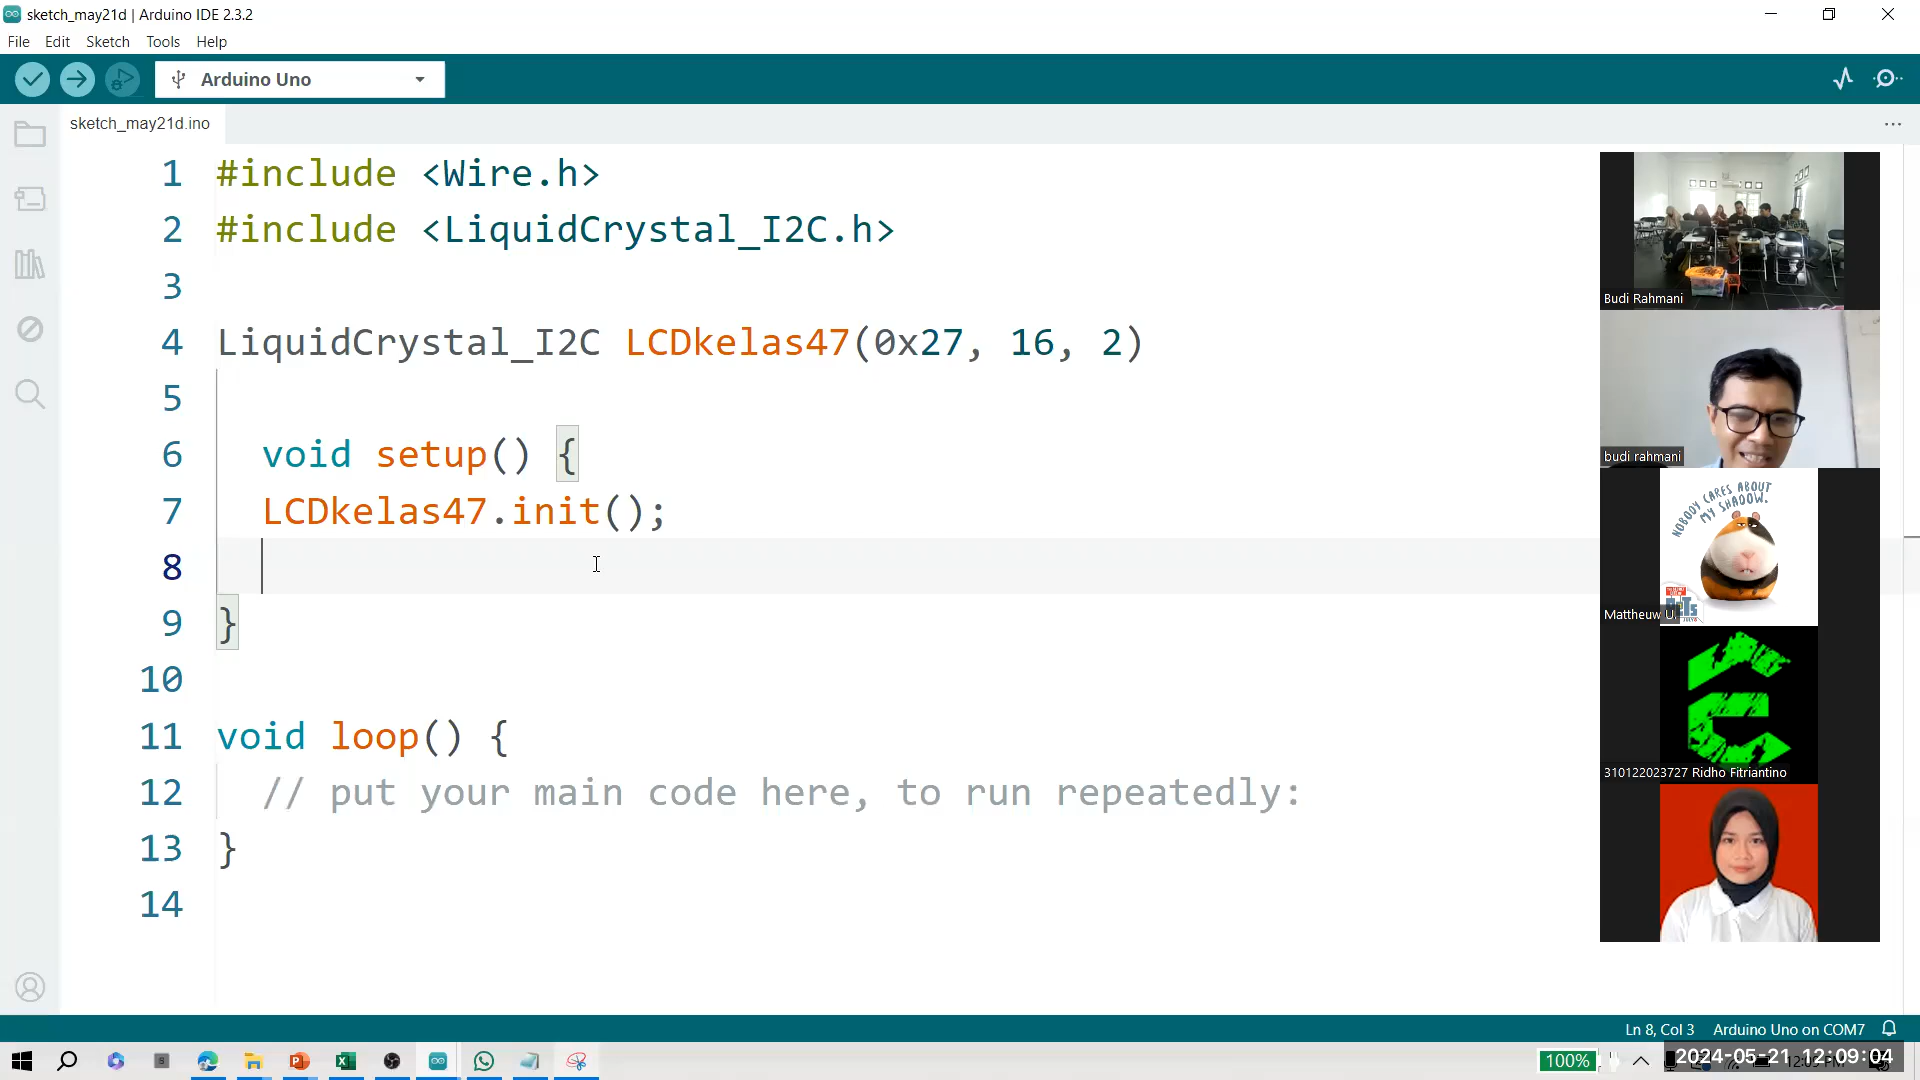 sketch_may21d | Arduino IDE 2.3.2
File Edit Sketch Tools Help
Arduino Uno
sketch_may21d.ino
1 #include <Wire.h>
2 #include <LiquidCrystal_I2C.h>
3
4 LiquidCrystal_I2C LCDkelas47(0x27, 16, 2)
5
6 void setup() {
7 LCDkelas47.init();
8
9 }
10
11 void loop() {
12 // put your main code here, to run repeatedly:
13 }
14
Budi Rahmani
budi rahmani
NOBODY CARES ABOUT
MY SHADOW.
Mattheuw U.
310122023727 Ridho Fitriantino
Ln 8, Col 3 Arduino Uno on COM7
100%
2024-05-21 12:09:04